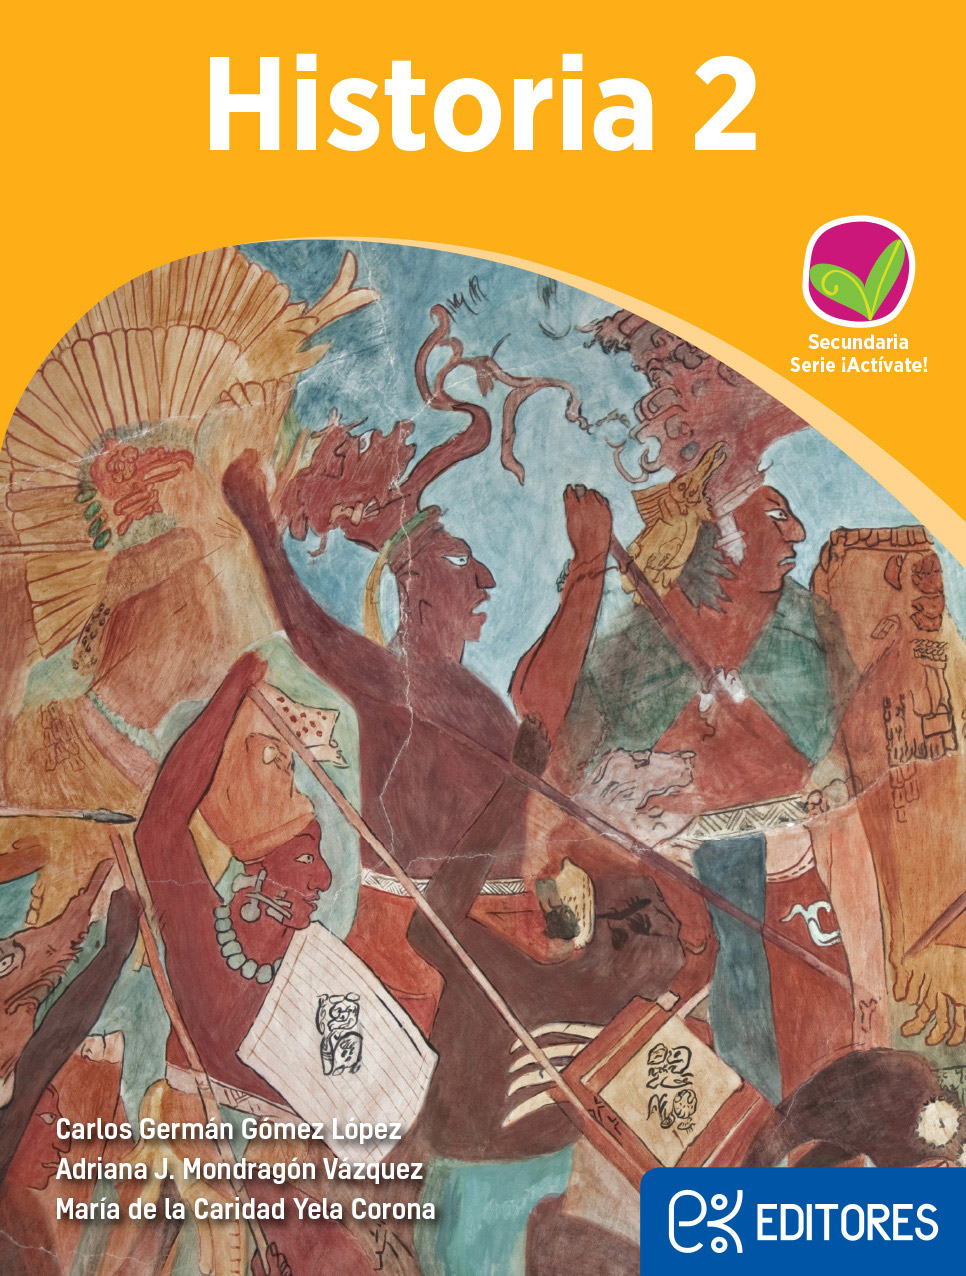 Historia 2
Secundaria
Serie ¡Actívate!
Carlos Germán Gómez López
Adriana J. Mondragón Vázquez
María de la Caridad Yela Corona
ek EDITORES